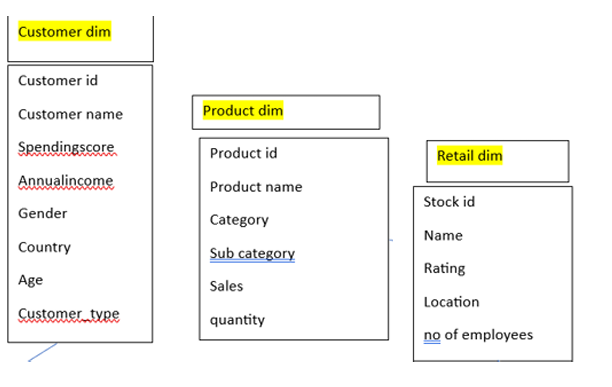 Customer dim
Customer id
Customer name
Spendingscore
Annualincome
Gender
Country
Age
Customer_type
Product dim
Product id
Product name
Category
Sub category
Sales
quantity
Retail dim
Stock id
Name
Rating
Location
no of employees